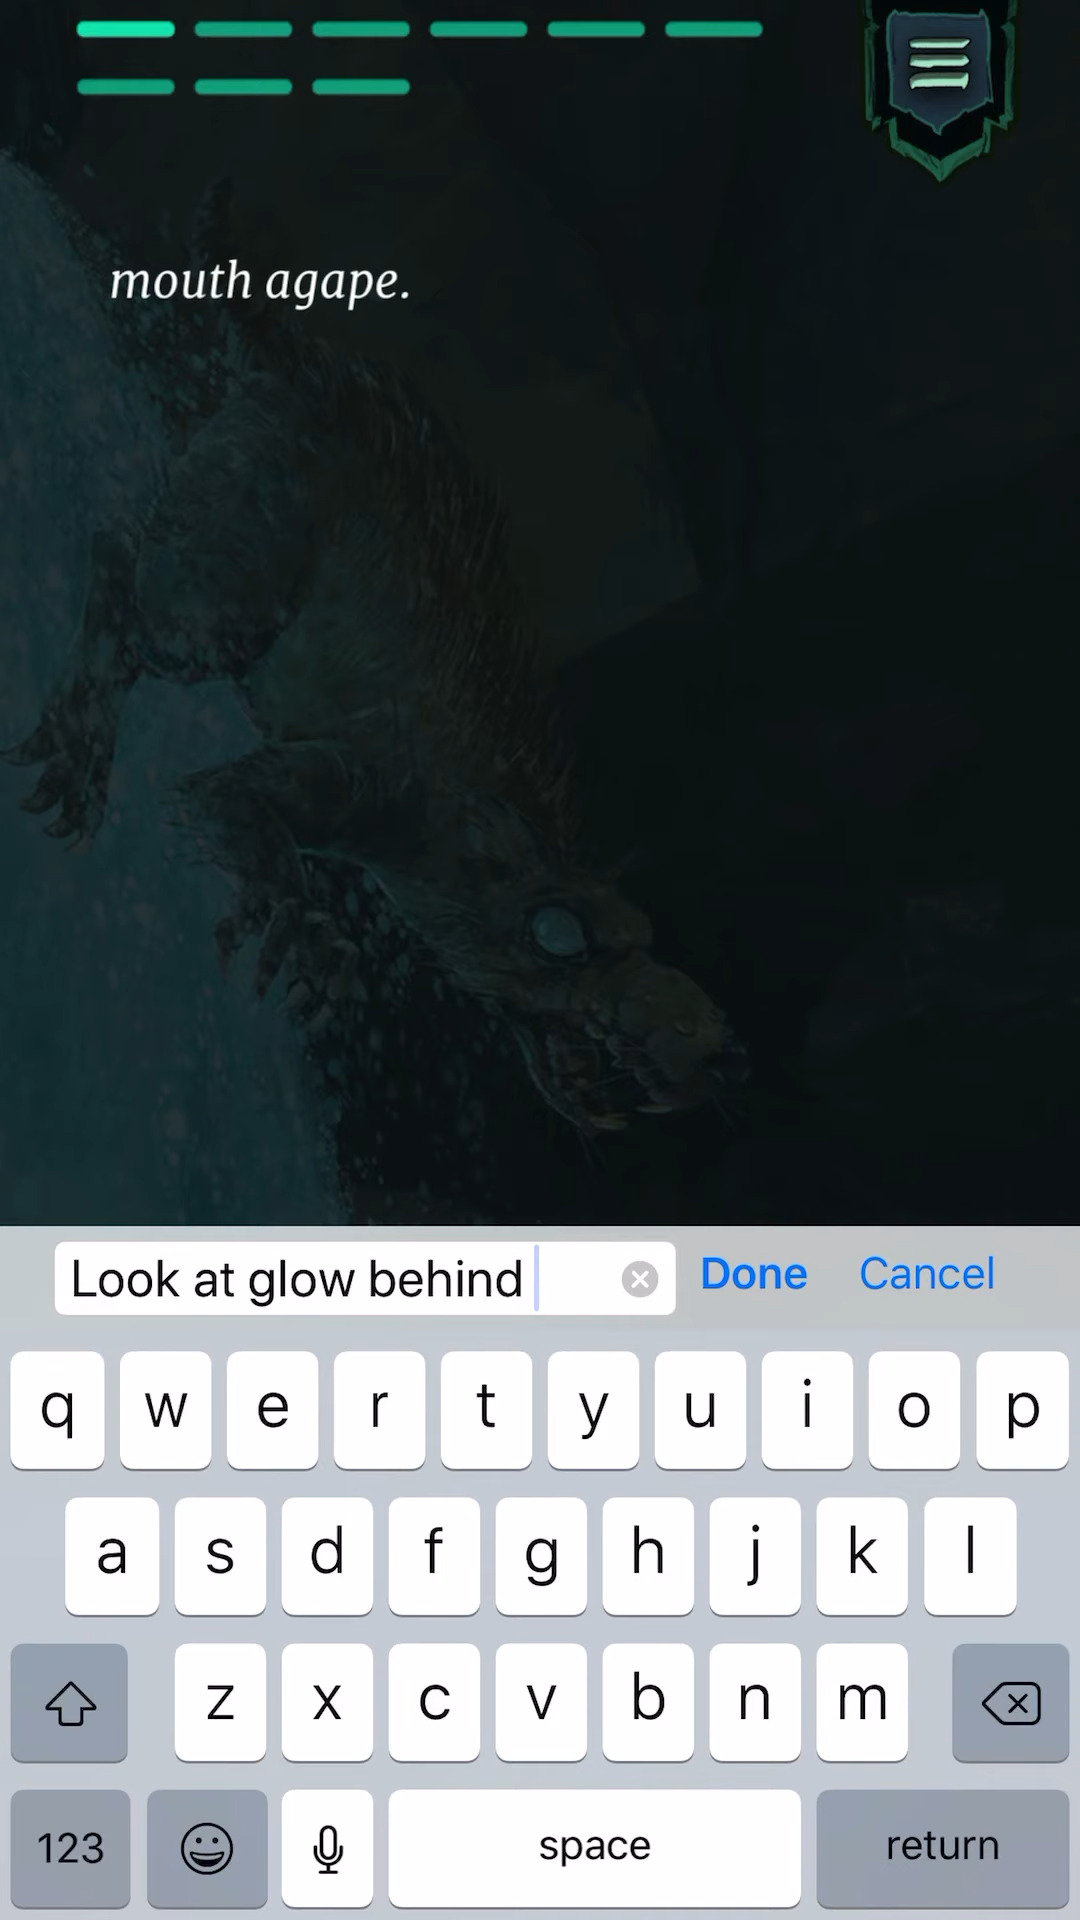 mouth agape.
Look at glow behind
Done
Cancel
q w e r t y u i o p
a s d f g h j k l
z x c v b n m
123
space
return